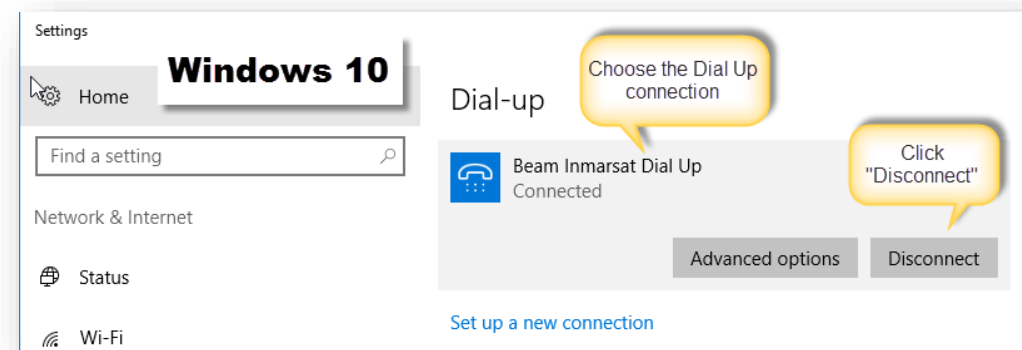 Settings
Windows 10
Home
Find a setting
Network & Internet
Status
Wi-Fi
Dial-up
Choose the Dial Up
connection
Beam Inmarsat Dial Up
Connected
Click
"Disconnect"
Advanced options
Disconnect
Set up a new connection